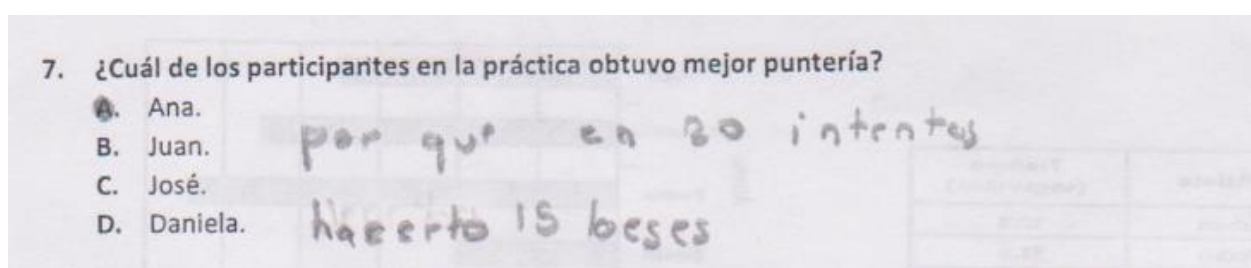 7. ¿Cuál de los participantes en la práctica obtuvo mejor puntería?
A. Ana.
B. Juan.
C. José.
D. Daniela.
por que en 20 intentos
hacerto 15 beses